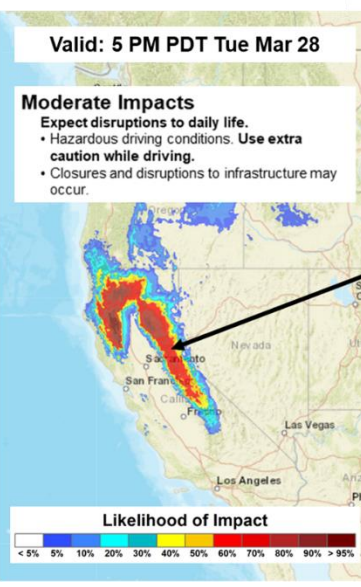 Valid: 5 PM PDT Tue Mar 28
Moderate Impacts
Expect disruptions to daily life.
• Hazardous driving conditions. Use extra
caution while driving.
• Closures and disruptions to infrastructure may
occur.
Oregon
Nevada
San Fran
Fresno
Las Vegas
Los Angeles
Likelihood of Impact
< 5% 5% 10% 20% 30% 40% 50% 60% 70% 80% 90% > 95%